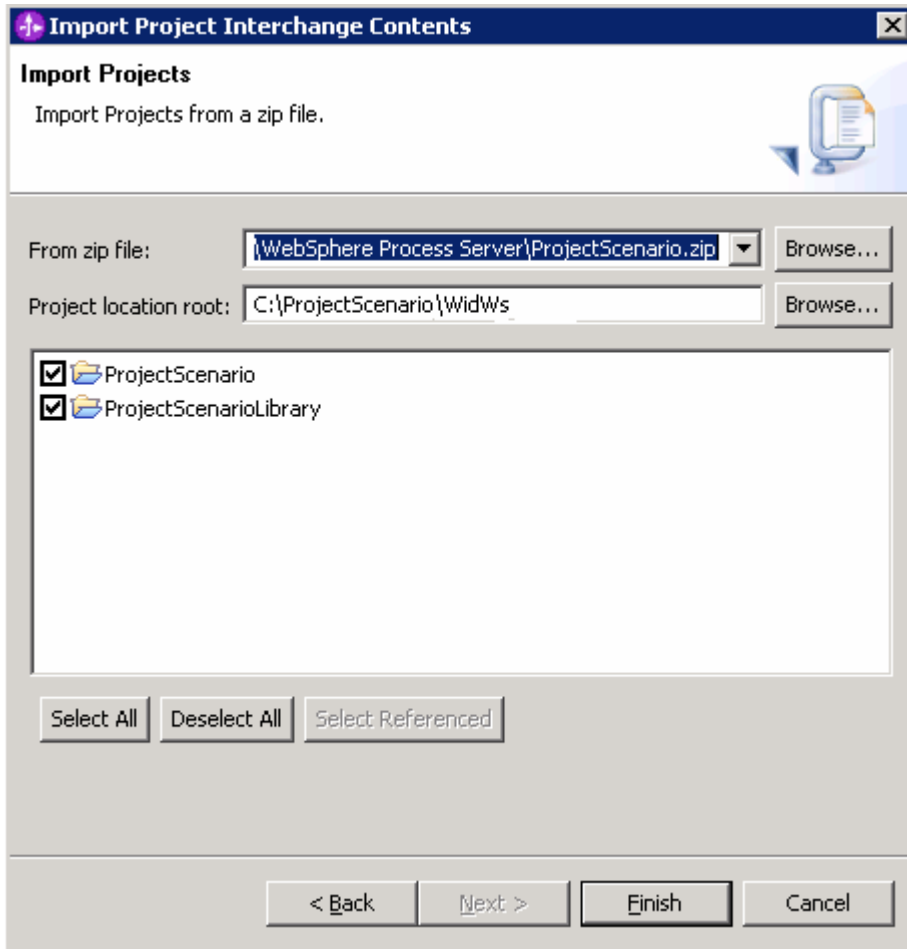 Import Project Interchange Contents
Import Projects
Import Projects from a zip file.
From zip file: \WebSphere Process Server\ProjectScenario.zip Browse...
Project location root: C:\ProjectScenario\WidWs Browse...
ProjectScenario
ProjectScenarioLibrary
Select All Deselect All Select Referenced
< Back Next > Finish Cancel